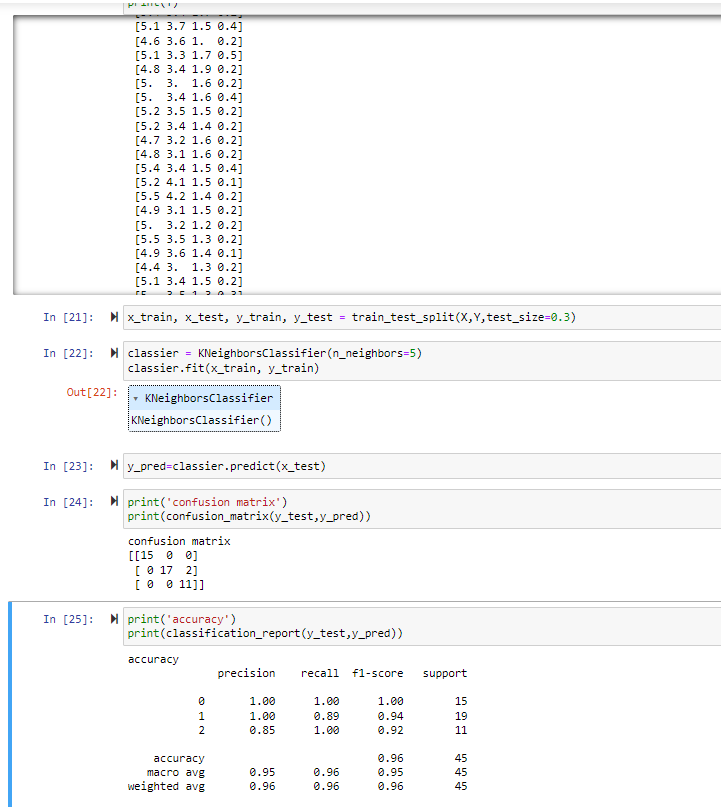 print(Y)
[5.1 3.7 1.5 0.4]
[4.6 3.6 1.  0.2]
[5.1 3.3 1.7 0.5]
[4.8 3.4 1.9 0.2]
[5.  3.  1.6 0.2]
[5.  3.4 1.6 0.4]
[5.2 3.5 1.5 0.2]
[5.2 3.4 1.4 0.2]
[4.7 3.2 1.6 0.2]
[4.8 3.1 1.6 0.2]
[5.4 3.4 1.5 0.4]
[5.2 4.1 1.5 0.1]
[5.5 4.2 1.4 0.2]
[4.9 3.1 1.5 0.2]
[5.  3.2 1.2 0.2]
[5.5 3.5 1.3 0.2]
[4.9 3.6 1.4 0.1]
[4.4 3.  1.3 0.2]
[5.1 3.4 1.5 0.2]
In [21]: x_train, x_test, y_train, y_test = train_test_split(X,Y,test_size=0.3)
In [22]: classier = KNeighborsClassifier(n_neighbors=5)
classier.fit(x_train, y_train)
Out[22]: ▾ KNeighborsClassifier
KNeighborsClassifier()
In [23]: y_pred=classier.predict(x_test)
In [24]: print('confusion matrix')
print(confusion_matrix(y_test,y_pred))
confusion matrix
[[15  0  0]
 [ 0 17  2]
 [ 0  0 11]]
In [25]: print('accuracy')
print(classification_report(y_test,y_pred))
accuracy
precision recall f1-score support
0 1.00 1.00 1.00 15
1 1.00 0.89 0.94 19
2 0.85 1.00 0.92 11
accuracy 0.96 45
macro avg 0.95 0.96 0.95 45
weighted avg 0.96 0.96 0.96 45